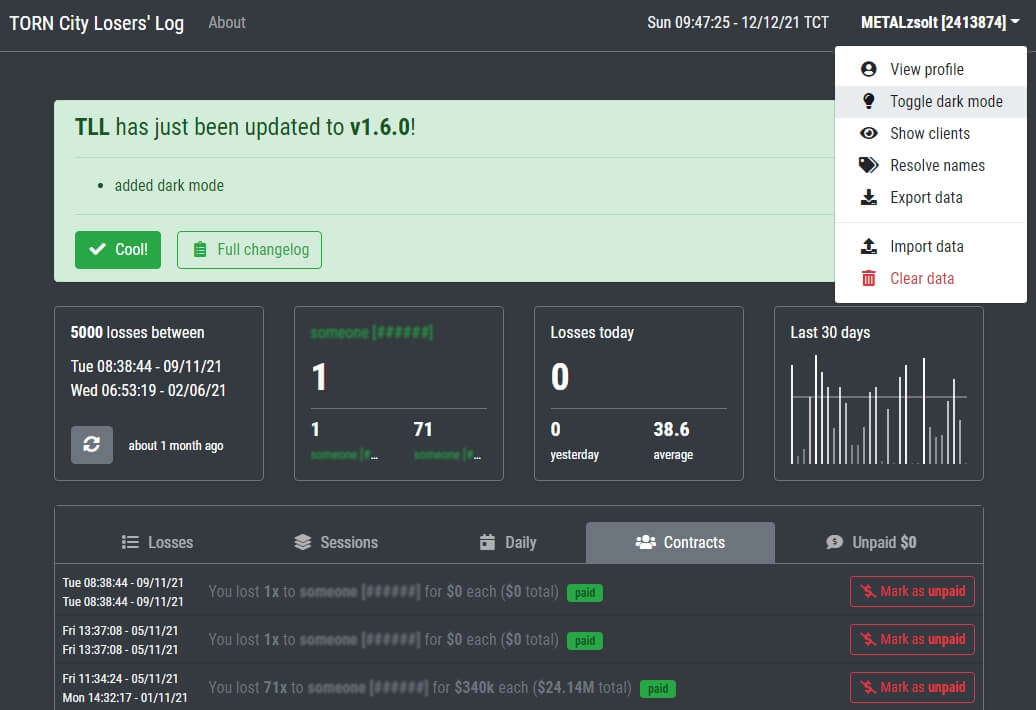 TORN City Losers' Log About Sun 09:47:25 - 12/12/21 TCT METALzsolt [2413874]
View profile
Toggle dark mode
Show clients
Resolve names
Export data
Import data
Clear data
TLL has just been updated to v1.6.0!
• added dark mode
Cool! Full changelog
5000 losses between
Tue 08:38:44 - 09/11/21
Wed 06:53:19 - 02/06/21
about 1 month ago
someone [######]
1
1 71
someone [#... someone [#...
Losses today
0
0 38.6
yesterday average
Last 30 days
Losses Sessions Daily Contracts Unpaid $0
Tue 08:38:44 - 09/11/21
Tue 08:38:44 - 09/11/21
You lost 1x to someone [######] for $0 each ($0 total) paid Mark as unpaid
Fri 13:37:08 - 05/11/21
Fri 13:37:08 - 05/11/21
You lost 1x to someone [######] for $0 each ($0 total) paid Mark as unpaid
Fri 11:34:24 - 05/11/21
Mon 14:32:17 - 01/11/21
You lost 71x to someone [######] for $340k each ($24.14M total) paid Mark as unpaid